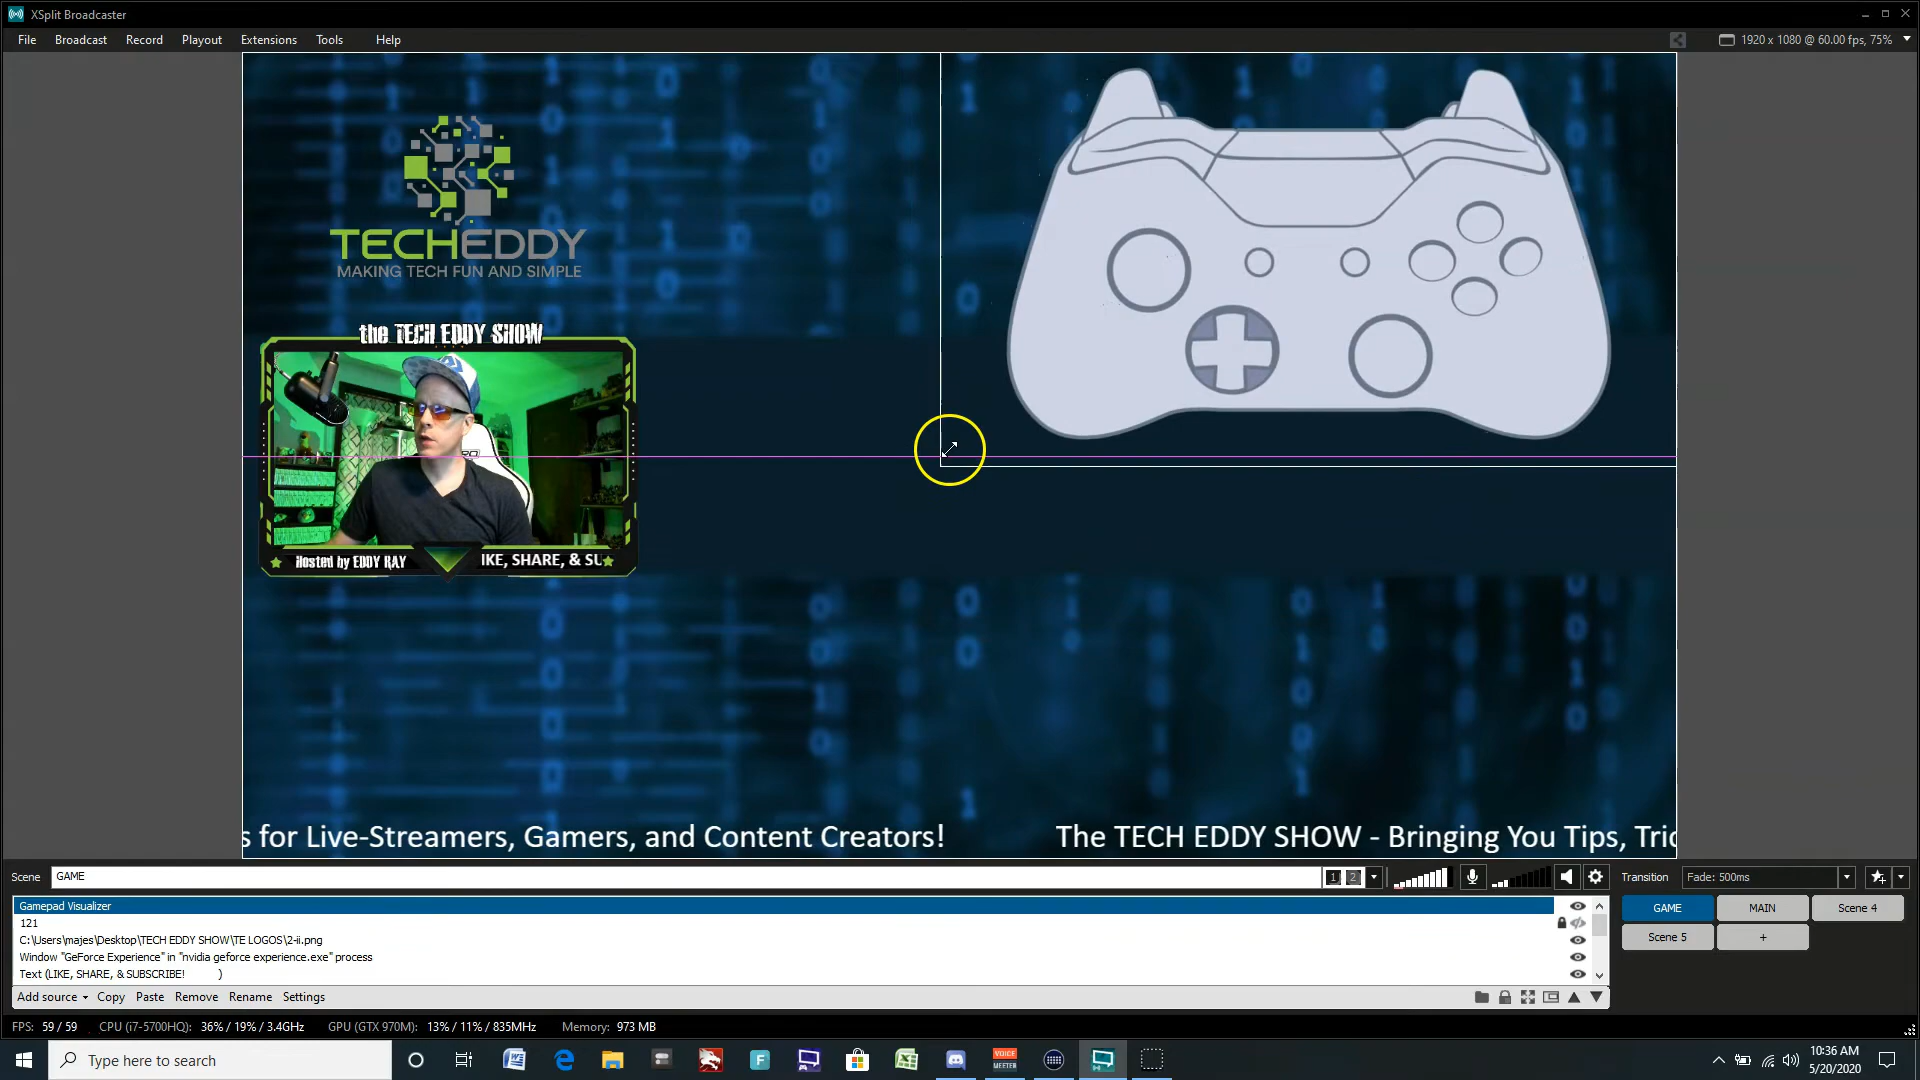 XSplit Broadcaster
File Broadcast Record Playout Extensions Tools Help
1920 x 1080 @ 60.00 fps, 75%
TECHEDDY
MAKING TECH FUN AND SIMPLE
the TECH EDDY SHOW
Hosted by EDDY RAY
IKE, SHARE, & SU
s for Live-Streamers, Gamers, and Content Creators!
The TECH EDDY SHOW - Bringing You Tips, Tric
Scene GAME 1 2
Transition Fade: 500ms
Gamepad Visualizer
121
C:\Users\majes\Desktop\TECH EDDY SHOW\TE LOGOS\2-ii.png
Window "GeForce Experience" in "nvidia geforce experience.exe" process
Text (LIKE, SHARE, & SUBSCRIBE! )
GAME MAIN Scene 4
Scene 5 +
Add source Copy Paste Remove Rename Settings
FPS: 59 / 59 CPU (i7-5700HQ): 36% / 19% / 3.4GHz GPU (GTX 970M): 13% / 11% / 835MHz Memory: 973 MB
Type here to search
VOICE
MEETER
10:36 AM
5/20/2020